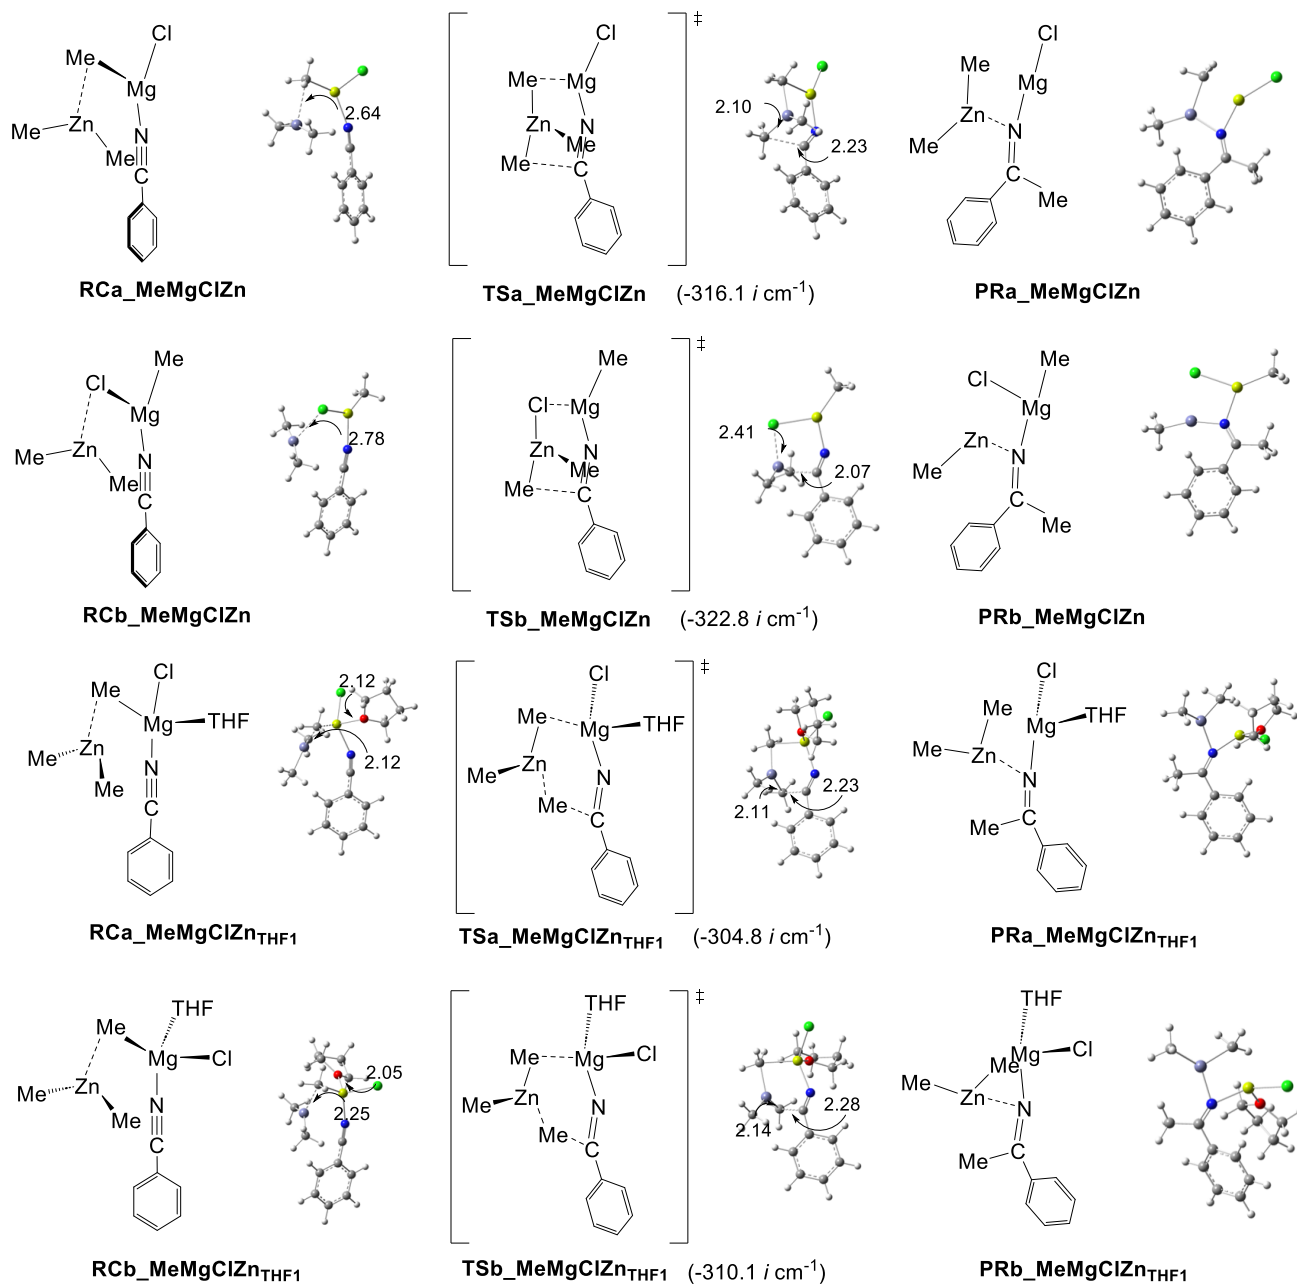 Cl
Me
Mg
Zn
Me
N
Me
C
2.64
RCa_MeMgClZn
Cl
Me
Mg
Zn
N
Me
Me
C
‡
2.10
2.23
TSa_MeMgClZn (-316.1 i cm-1)
Cl
Me
Mg
Zn
N
Me
C
Me
PRa_MeMgClZn
Me
Cl
Mg
Zn
Me
N
Me
C
2.78
RCb_MeMgClZn
Me
Cl
Mg
Zn
N
Me
Me
C
‡
2.41
2.07
TSb_MeMgClZn (-322.8 i cm-1)
Me
Cl
Mg
Zn
N
Me
C
Me
PRb_MeMgClZn
Cl
Me
Mg
THF
Zn
Me
N
Me
C
2.12
2.12
RCa_MeMgClZnTHF1
Cl
Me
Mg
THF
Zn
Me
N
Me
C
‡
2.23
2.11
TSa_MeMgClZnTHF1 (-304.8 i cm-1)
Cl
Me
Mg
THF
Me
Zn
N
Me
C
PRa_MeMgClZnTHF1
THF
Me
Mg
Cl
Zn
Me
N
Me
C
2.05
2.25
RCb_MeMgClZnTHF1
THF
Me
Mg
Cl
Zn
Me
N
Me
C
‡
2.28
2.14
TSb_MeMgClZnTHF1 (-310.1 i cm-1)
THF
Mg
Cl
Me
Me
Zn
N
Me
C
PRb_MeMgClZnTHF1